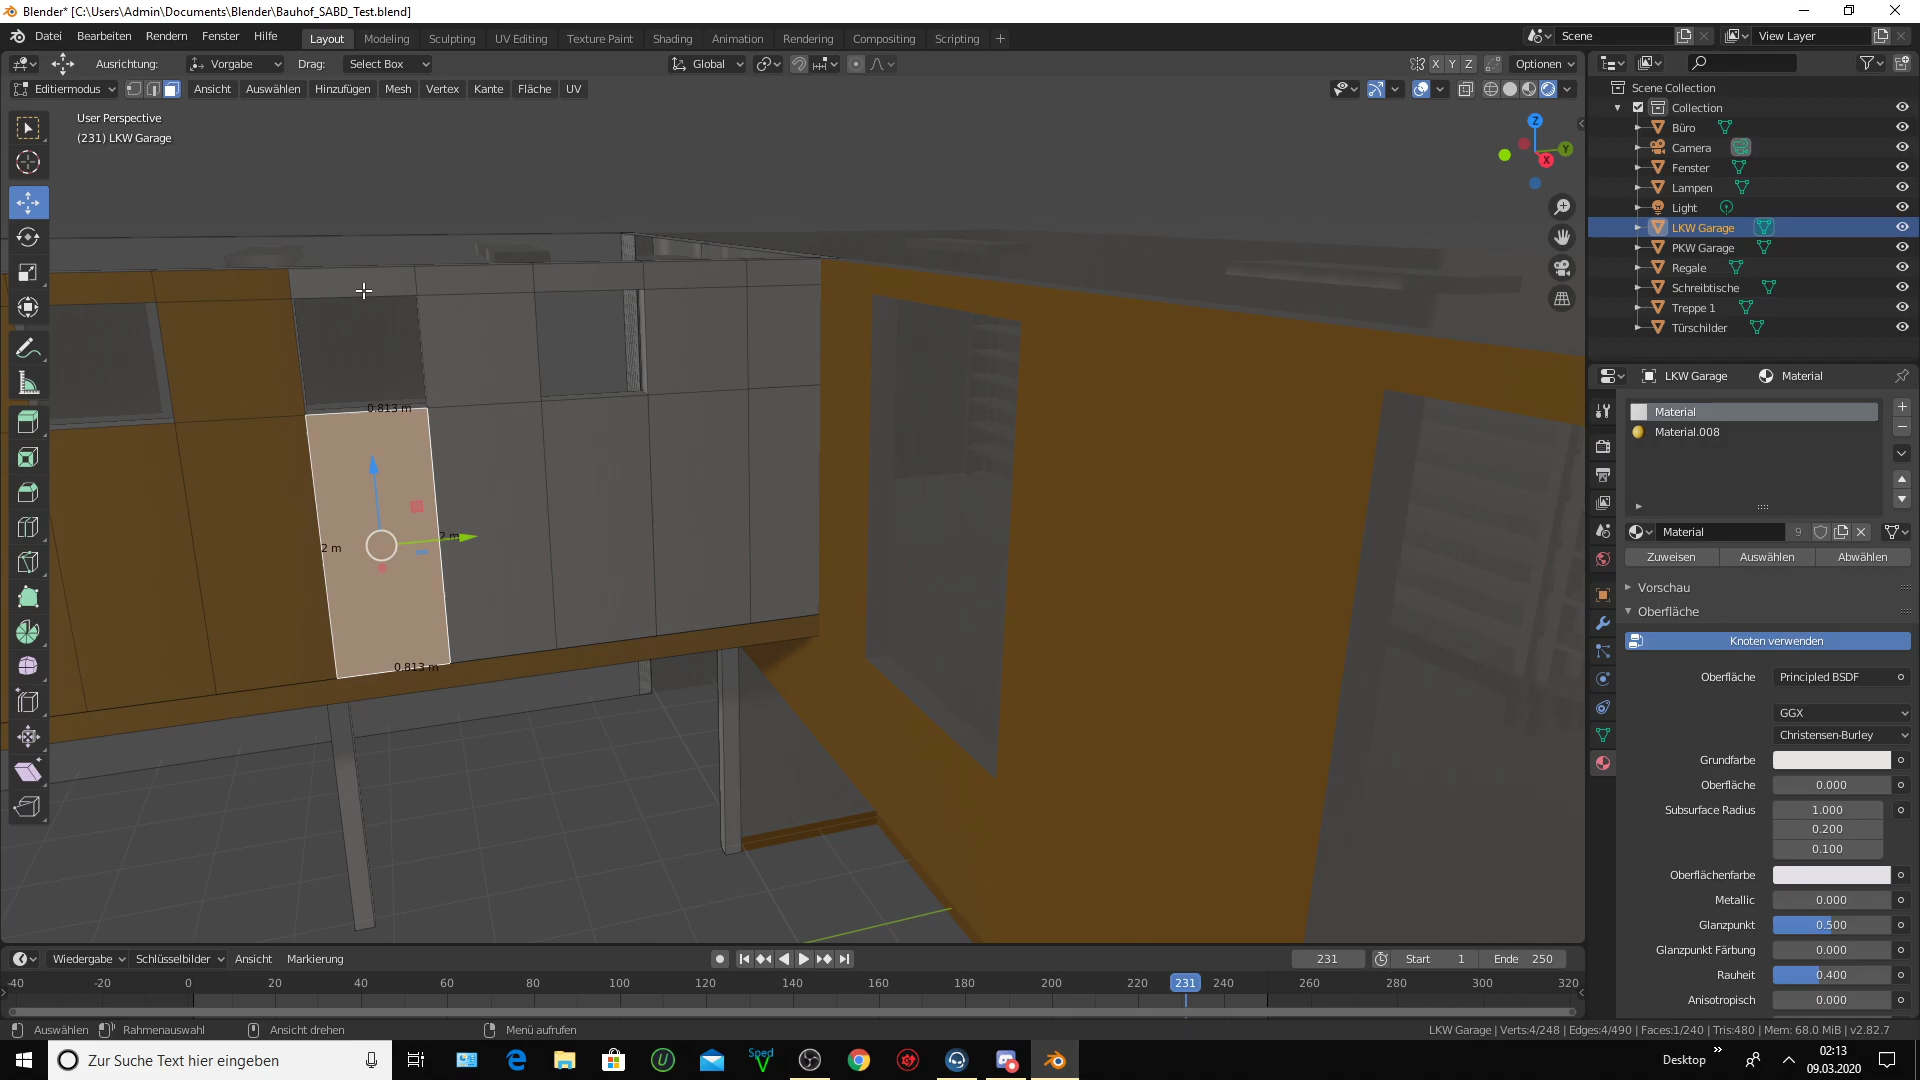 Blender* [C:\Users\Admin\Documents\Blender\Bauhof_SABD_Test.blend]
Datei Bearbeiten Rendern Fenster Hilfe Layout Modeling Sculpting UV Editing Texture Paint Shading Animation Rendering Compositing Scripting Scene View Layer
Ausrichtung: Vorgabe Drag: Select Box Global X Y Z Optionen
Editiermodus Ansicht Auswählen Hinzufügen Mesh Vertex Kante Fläche UV
User Perspective
(231) LKW Garage
Z
Y
X
0.813 m
2 m
2 m
0.813 m
Scene Collection
Collection
Büro
Camera
Fenster
Lampen
Light
LKW Garage
PKW Garage
Regale
Schreibtische
Treppe 1
Türschilder
LKW Garage Material
Material
Material.008
Material 9
Zuweisen Auswählen Abwählen
Vorschau
Oberfläche
Knoten verwenden
Oberfläche Principled BSDF
GGX
Christensen-Burley
Grundfarbe
Oberfläche 0.000
Subsurface Radius 1.000
0.200
0.100
Oberflächenfarbe
Metallic 0.000
Glanzpunkt 0.500
Glanzpunkt Färbung 0.000
Rauheit 0.400
Anisotropisch 0.000
Wiedergabe Schlüsselbilder Ansicht Markierung 231 Start 1 Ende 250
-40 -20 0 20 40 60 80 100 120 140 160 180 200 220 231 240 260 280 300 320
Auswählen Rahmenauswahl Ansicht drehen Menü aufrufen LKW Garage | Verts:4/248 | Edges:4/490 | Faces:1/240 | Tris:480 | Mem: 68.0 MiB | v2.82.7
Zur Suche Text hier eingeben Sped V Desktop 02:13
09.03.2020